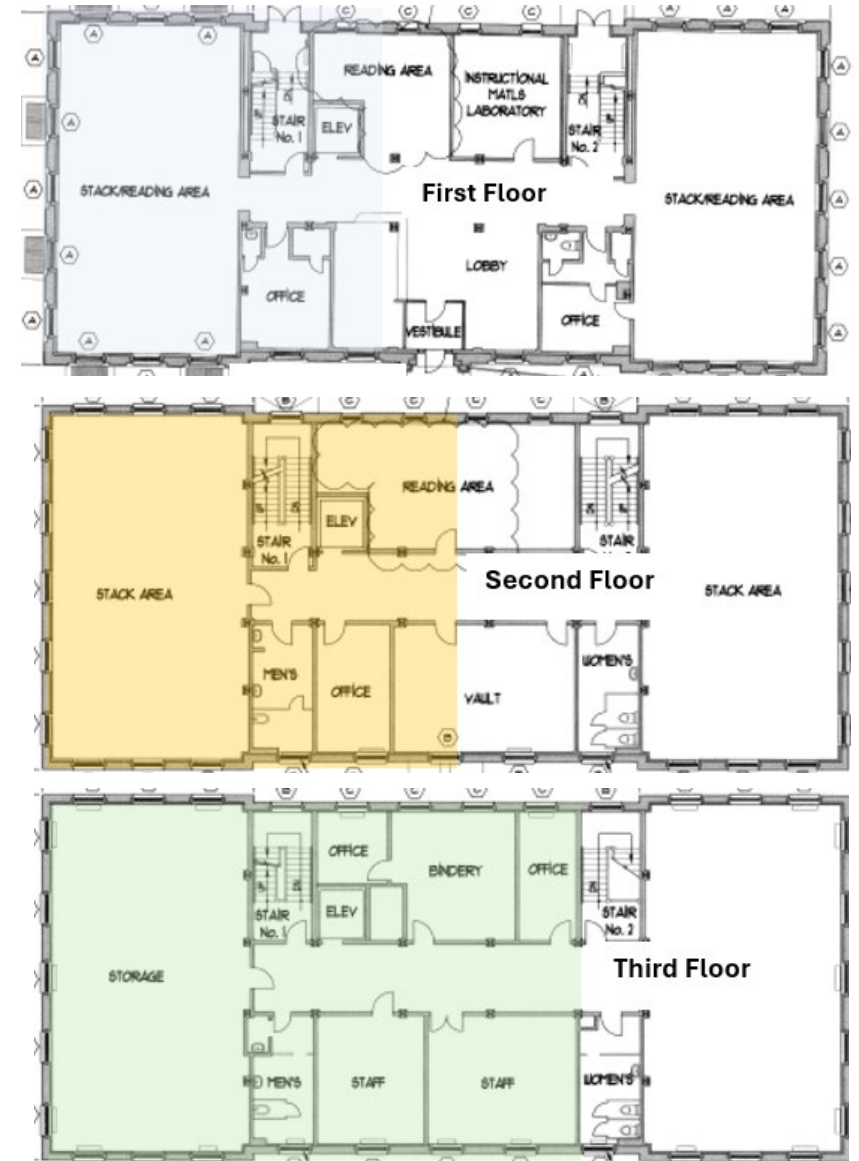 C C C A A A
A A A
READING AREA
INSTRUCTIONAL
MATLS
LABORATORY
DN
UP
ELEV
STAIR
No. 1
STAIR
No. 2
A A A
A STACK/READING AREA First Floor STACK/READING AREA A
LOBBY
A A
OFFICE
A VESTIBULE OFFICE A
A A
B C C C C B
READING AREA
ELEV
STAIR
No. 1
STAIR
STACK AREA Second Floor STACK AREA
MEN'S WOMEN'S
OFFICE VAULT
B
B C C C C B
OFFICE BINDERY OFFICE
ELEV
STAIR
No. 1
STAIR
No. 2
STORAGE Third Floor
MEN'S STAFF STAFF WOMEN'S